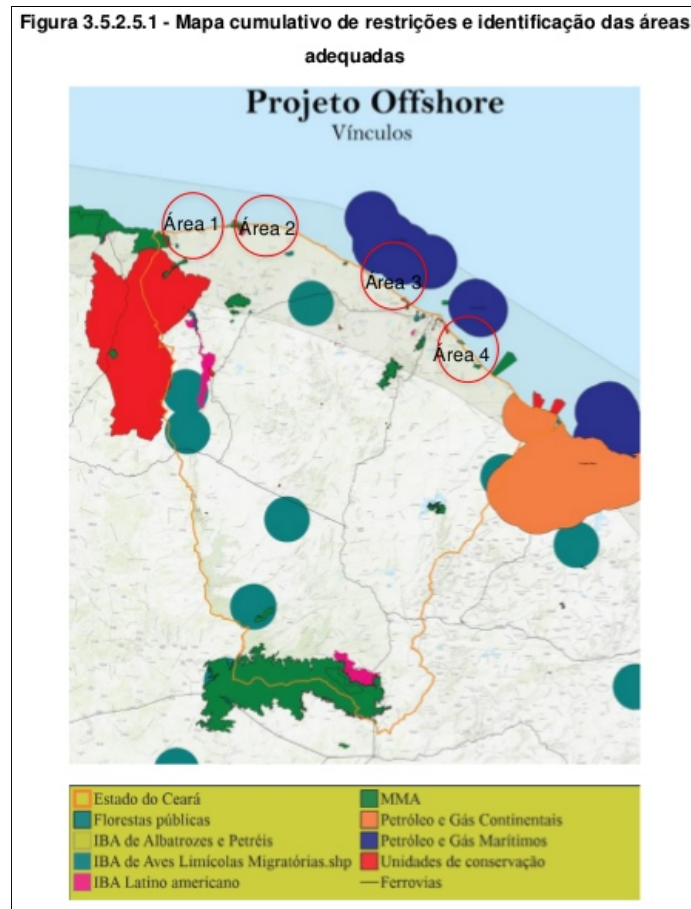 Figura 3.5.2.5.1 - Mapa cumulativo de restrições e identificação das áreas
adequadas
Projeto Offshore
Vínculos
Área 1
Área 2
Área 3
Área 4
Estado do Ceará
Florestas públicas
IBA de Albatrozes e Petréis
IBA de Aves Limícolas Migratórias.shp
IBA Latino americano
MMA
Petróleo e Gás Continentais
Petróleo e Gás Marítimos
Unidades de conservação
Ferrovias